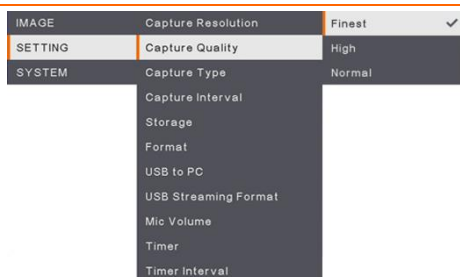 IMAGE
SETTING
SYSTEM
Capture Resolution
Capture Quality
Capture Type
Capture Interval
Storage
Format
USB to PC
USB Streaming Format
Mic Volume
Timer
Timer Interval
Finest
High
Normal